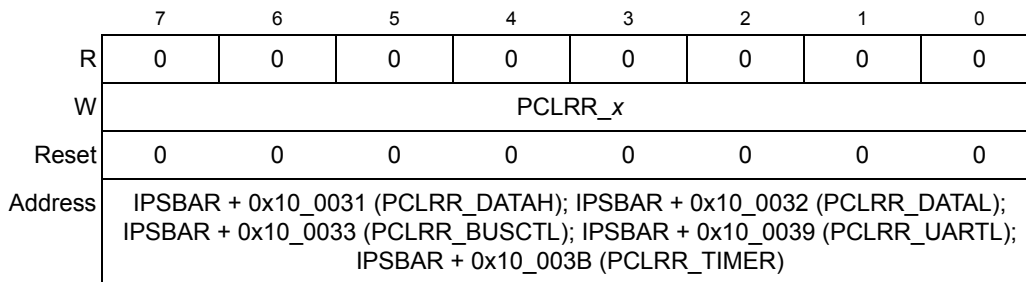 7 6 5 4 3 2 1 0
R 0 0 0 0 0 0 0 0
W PCLRR_x
Reset 0 0 0 0 0 0 0 0
Address IPSBAR + 0x10_0031 (PCLRR_DATAH); IPSBAR + 0x10_0032 (PCLRR_DATAL);
IPSBAR + 0x10_0033 (PCLRR_BUSCTL); IPSBAR + 0x10_0039 (PCLRR_UARTL);
IPSBAR + 0x10_003B (PCLRR_TIMER)